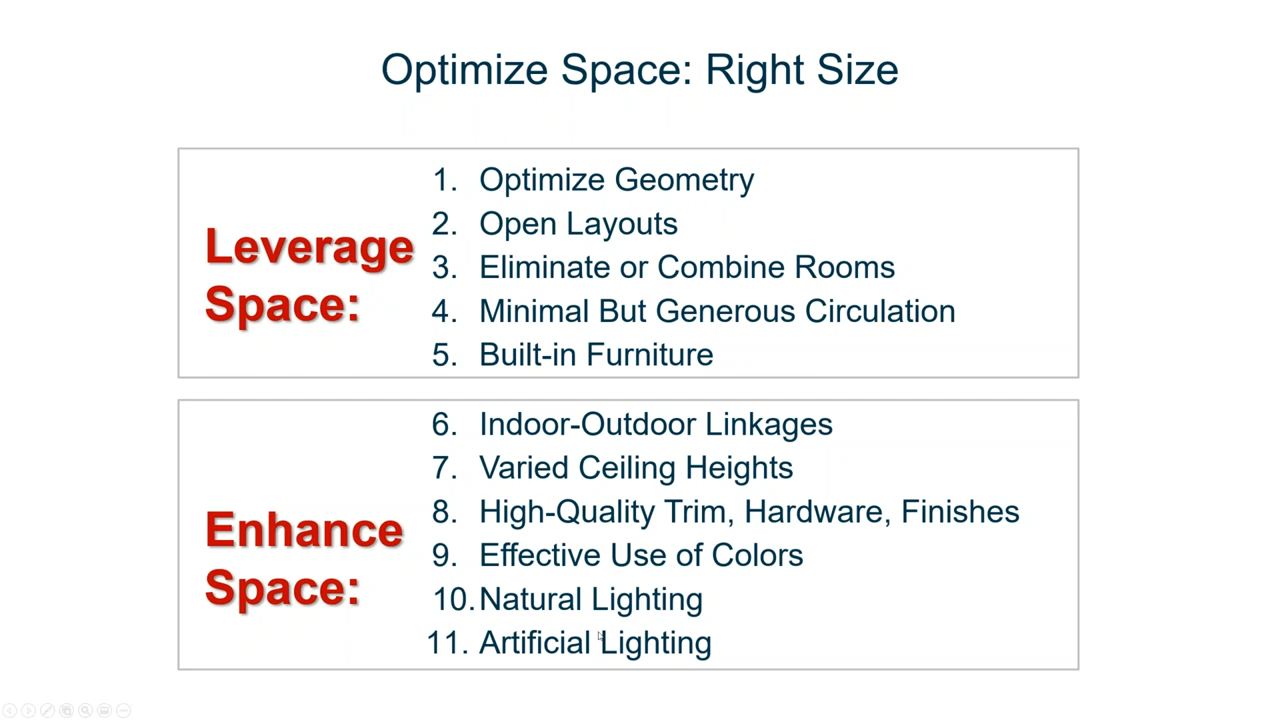 Optimize Space: Right Size
Leverage
Space:
1. Optimize Geometry
2. Open Layouts
3. Eliminate or Combine Rooms
4. Minimal But Generous Circulation
5. Built-in Furniture
Enhance
Space:
6. Indoor-Outdoor Linkages
7. Varied Ceiling Heights
8. High-Quality Trim, Hardware, Finishes
9. Effective Use of Colors
10. Natural Lighting
11. Artificial Lighting